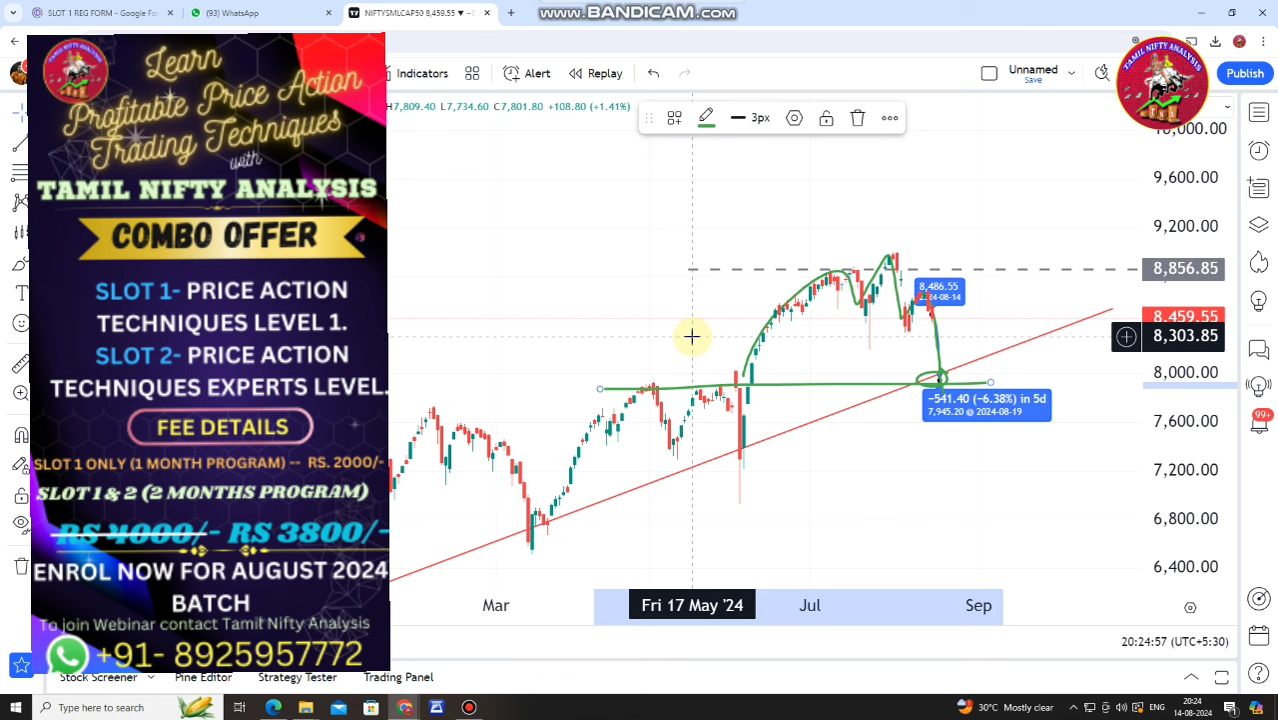 SLOT 1 REG FORM - Google Fo
(93) WhatsApp
NIFTYSMLCAP50 8,459.55
www.BANDICAM.com
Indicators
Alert
Replay
Unnamed
Save
Publish
H7,809.40 L7,734.60 C7,801.80 +108.80 (+1.41%)
3px
TAMIL NIFTY ANALYSIS
TNA
TAMIL NIFTY ANALYSIS
Learn
Profitable Price Action
Trading Techniques
with
TAMIL NIFTY ANALYSIS
COMBO OFFER
SLOT 1- PRICE ACTION
TECHNIQUES LEVEL 1.
SLOT 2- PRICE ACTION
TECHNIQUES EXPERTS LEVEL.
FEE DETAILS
SLOT 1 ONLY (1 MONTH PROGRAM) -- RS. 2000/-
SLOT 1 & 2 (2 MONTHS PROGRAM)
RS 4000/- RS 3800/-
ENROL NOW FOR AUGUST 2024
BATCH
To join Webinar contact Tamil Nifty Analysis
+91- 8925957772
10,000.00
9,600.00
9,200.00
8,856.85
8,459.55
8,303.85
8,000.00
7,600.00
7,200.00
6,800.00
6,400.00
8,486.55
2024-08-14
−541.40 (−6.38%) in 5d
7,945.20 @ 2024-08-19
99+
Mar
Fri 17 May '24
Jul
Sep
20:24:57 (UTC+5:30)
Stock Screener
Pine Editor
Strategy Tester
Trading Panel
Type here to search
30°C Mostly clear
ENG
20:24
14-08-2024